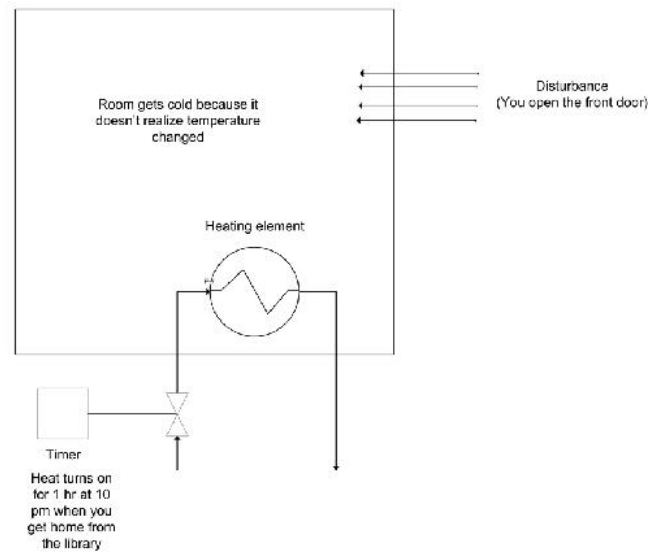 Room gets cold because it
doesn't realize temperature
changed
Disturbance
(You open the front door)
Heating element
Timer
Heat turns on
for 1 hr at 10
pm when you
get home from
the library